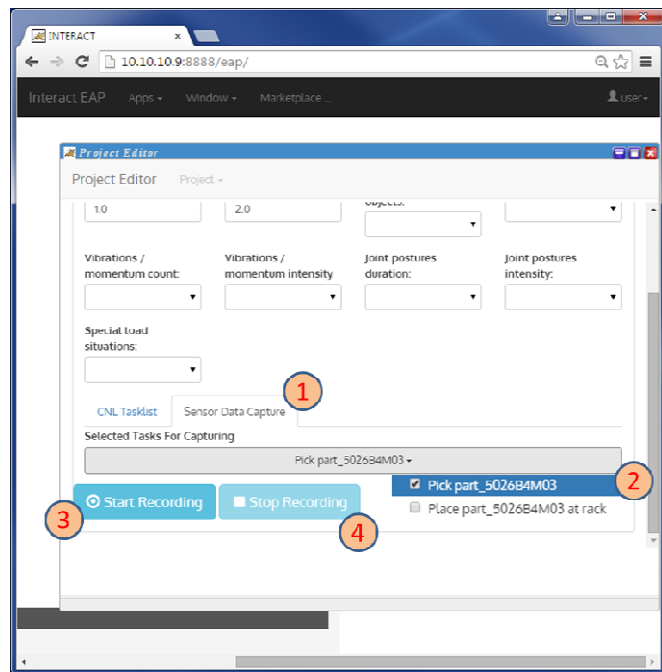 INTERACT x
10.10.10.9:8888/eap/
Interact EAP Apps Window Marketplace ... user
Project Editor
Project Editor Project
objects:
1.0 2.0
Vibrations / momentum count:
Vibrations / momentum intensity
Joint postures duration:
Joint postures intensity:
Special load situations:
1
CNL Tasklist Sensor Data Capture
Selected Tasks For Capturing
Pick part_5026B4M03
Pick part_5026B4M03
2
Start Recording Stop Recording
Place part_5026B4M03 at rack
3
4